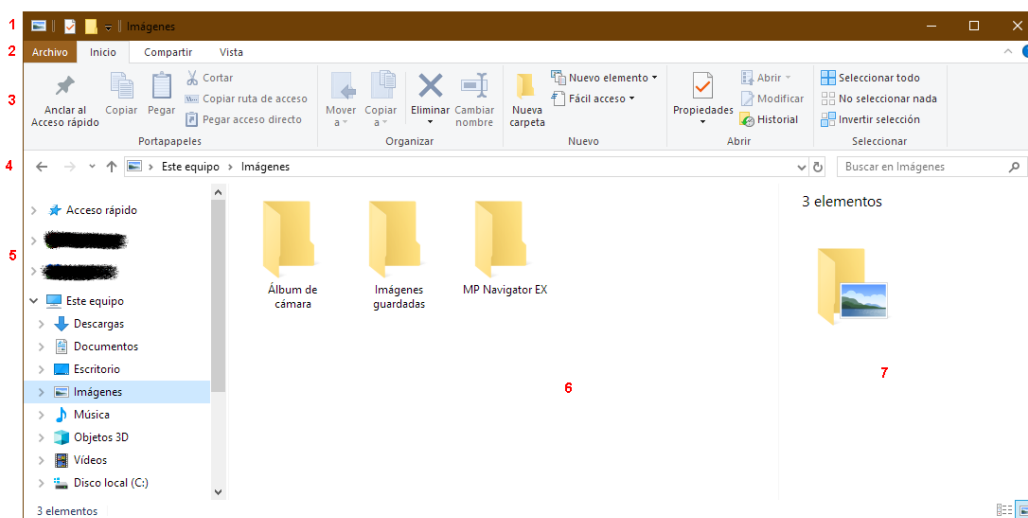 1 Imágenes
2 Archivo Inicio Compartir Vista
3
Anclar al
Acceso rápido
Copiar
Pegar
Cortar
Copiar ruta de acceso
Pegar acceso directo
Portapapeles
Mover
a
Copiar
a
Eliminar
Cambiar
nombre
Organizar
Nueva
carpeta
Nuevo elemento
Fácil acceso
Nuevo
Propiedades
Abrir
Modificar
Historial
Abrir
Seleccionar todo
No seleccionar nada
Invertir selección
Seleccionar
4 Este equipo > Imágenes
Buscar en Imágenes
5
Acceso rápido
Este equipo
Descargas
Documentos
Escritorio
Imágenes
Música
Objetos 3D
Vídeos
Disco local (C:)
Álbum de
cámara
Imágenes
guardadas
MP Navigator EX
6
3 elementos
7
3 elementos